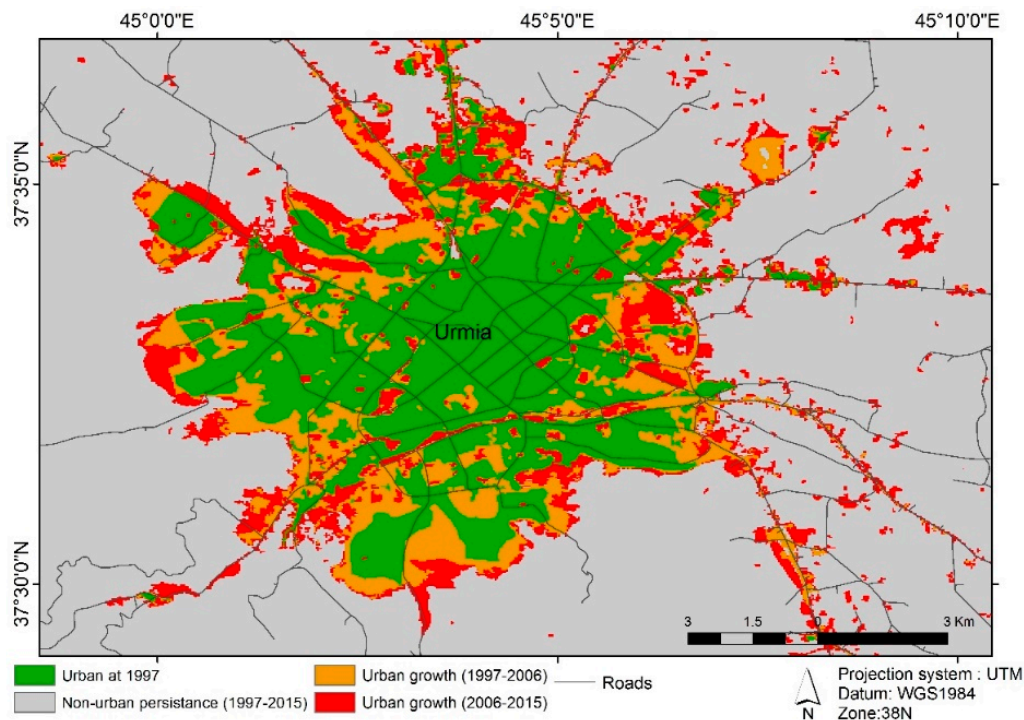 45°0'0"E 45°5'0"E 45°10'0"E
37°35'0"N
Urmia
37°30'0"N
3 1.5 0 3 Km
Urban at 1997
Urban growth (1997-2006)
Roads
Non-urban persistance (1997-2015)
Urban growth (2006-2015)
N
Projection system : UTM
Datum: WGS1984
Zone:38N